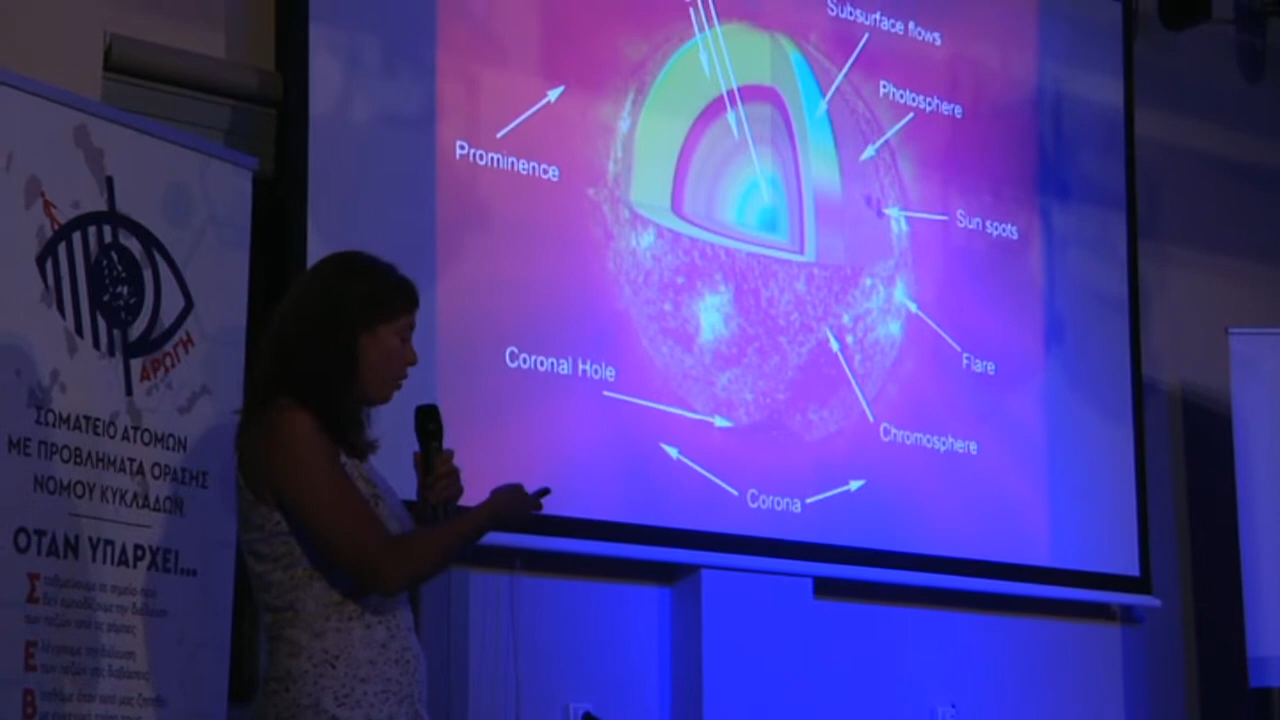 ΑΡΩΓΗ
ΣΩΜΑΤΕΙΟ ΑΤΟΜΩΝ
ΜΕ ΠΡΟΒΛΗΜΑΤΑ ΟΡΑΣΗΣ
ΝΟΜΟΥ ΚΥΚΛΑΔΩΝ
ΟΤΑΝ ΥΠΑΡΧΕΙ...
Σ
Ε
Β
Subsurface flows
Photosphere
Prominence
Sun spots
Coronal Hole
Flare
Chromosphere
Corona